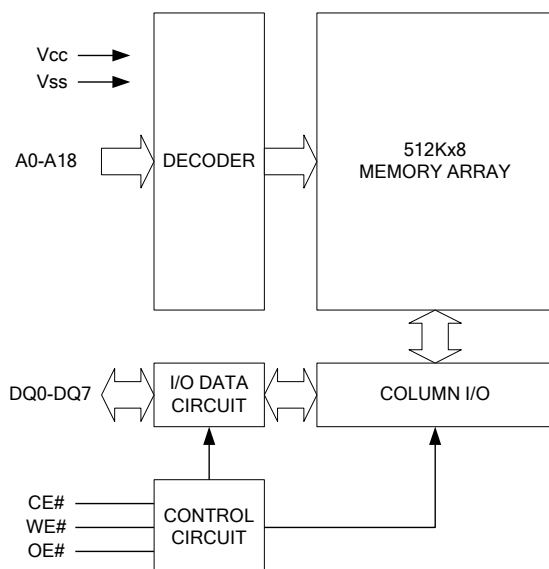 Vcc
Vss
A0-A18
DECODER
512Kx8
MEMORY ARRAY
DQ0-DQ7
I/O DATA
CIRCUIT
COLUMN I/O
CE#
WE#
OE#
CONTROL
CIRCUIT